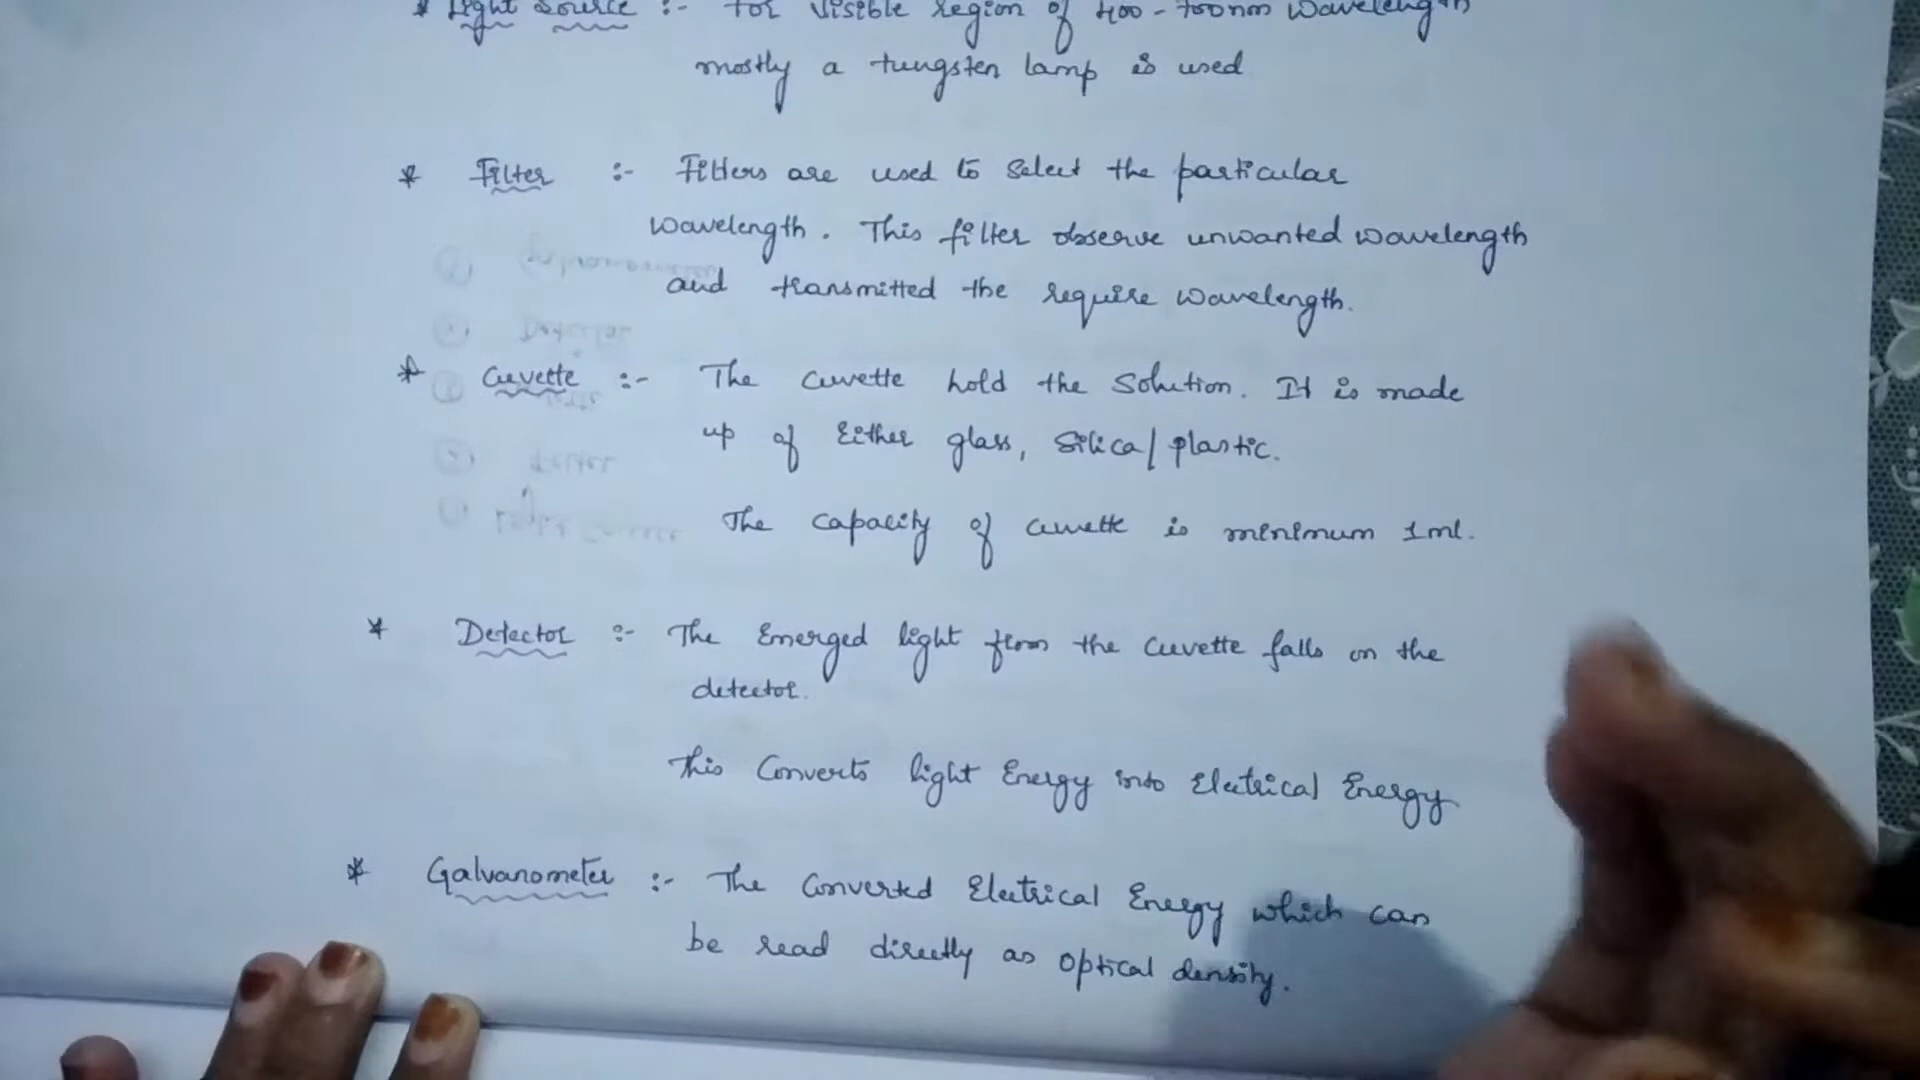 * Light Source :- For visible region of 400-700nm Wavelength
mostly a tungsten lamp is used
* Filter :- Filters are used to Select the particular
wavelength. This filter observe unwanted wavelength
and transmitted the require wavelength.
* Cuvette :- The cuvette hold the Solution. It is made
up of Either glass, Silica/plastic.
The capacity of cuvette is minimum 1ml.
* Detector :- The Emerged light from the Cuvette falls on the
detector.
This Converts light Energy into Electrical Energy
* Galvanometer :- The Converted Electrical Energy which can
be read directly as optical density.